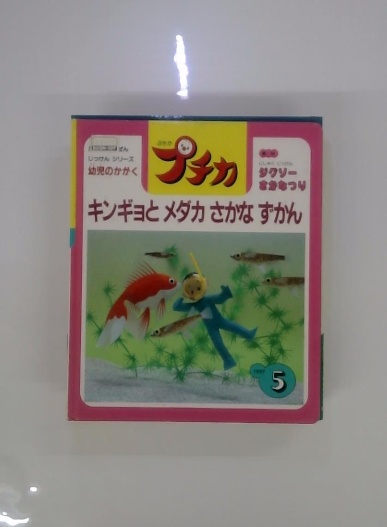 じっけん シリーズ
幼児のかがく
プチカ
ジグソー
さかなつり
キンギョと メダカ さかな ずかん
5